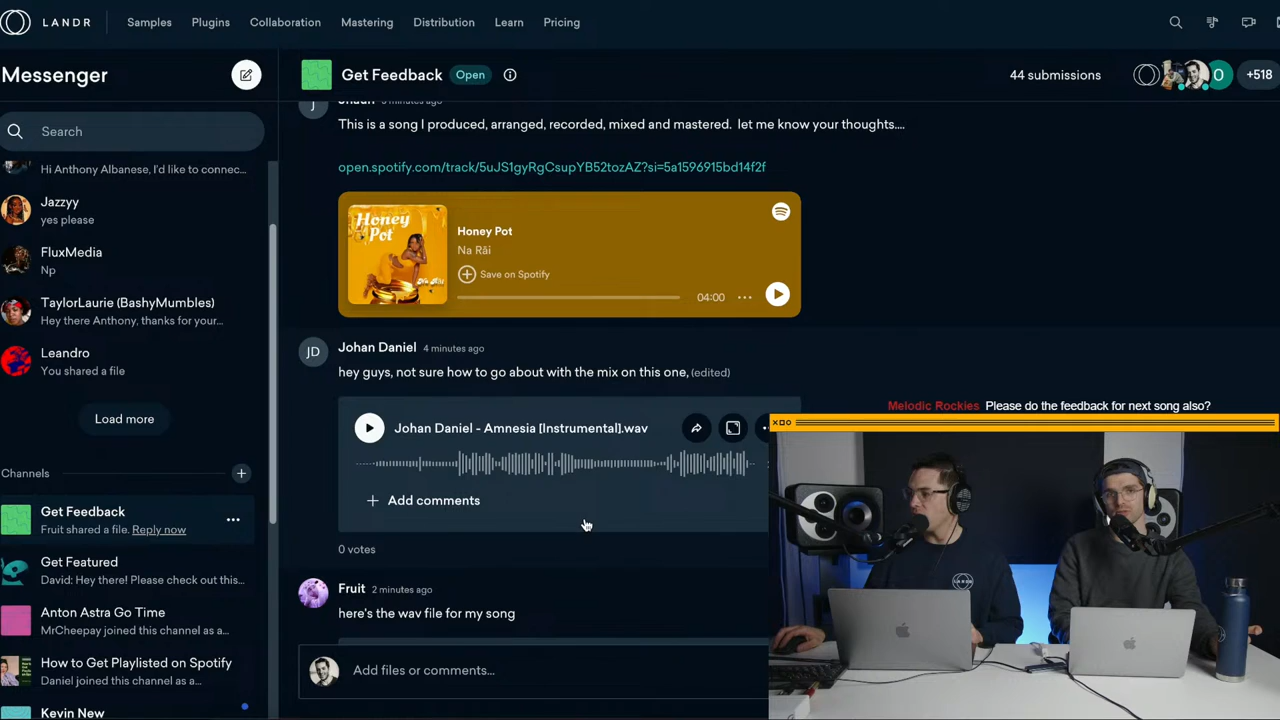 LANDR
Samples
Plugins
Collaboration
Mastering
Distribution
Learn
Pricing
Messenger
Search
Hi Anthony Albanese, I'd like to connec...
Jazzyy
yes please
FluxMedia
Np
TaylorLaurie (BashyMumbles)
Hey there Anthony, thanks for your...
Leandro
You shared a file
Load more
Channels
Get Feedback
Fruit shared a file. Reply now
Get Featured
David: Hey there! Please check out this...
Anton Astra Go Time
MrCheepay joined this channel as a...
How to Get Playlisted on Spotify
Daniel joined this channel as a...
Kevin New
Get Feedback
Open
44 submissions
O
+518
J
5 minutes ago
This is a song I produced, arranged, recorded, mixed and mastered. let me know your thoughts....
open.spotify.com/track/5uJS1gyRgCsupYB52tozAZ?si=5a1596915bd14f2f
Honey Pot
Honey Pot
Na Räi
Save on Spotify
04:00
JD
Johan Daniel 4 minutes ago
hey guys, not sure how to go about with the mix on this one, (edited)
Johan Daniel - Amnesia [Instrumental].wav
Add comments
0 votes
Fruit 2 minutes ago
here's the wav file for my song
Add files or comments...
Melodic Rockies Please do the feedback for next song also?
LANDR